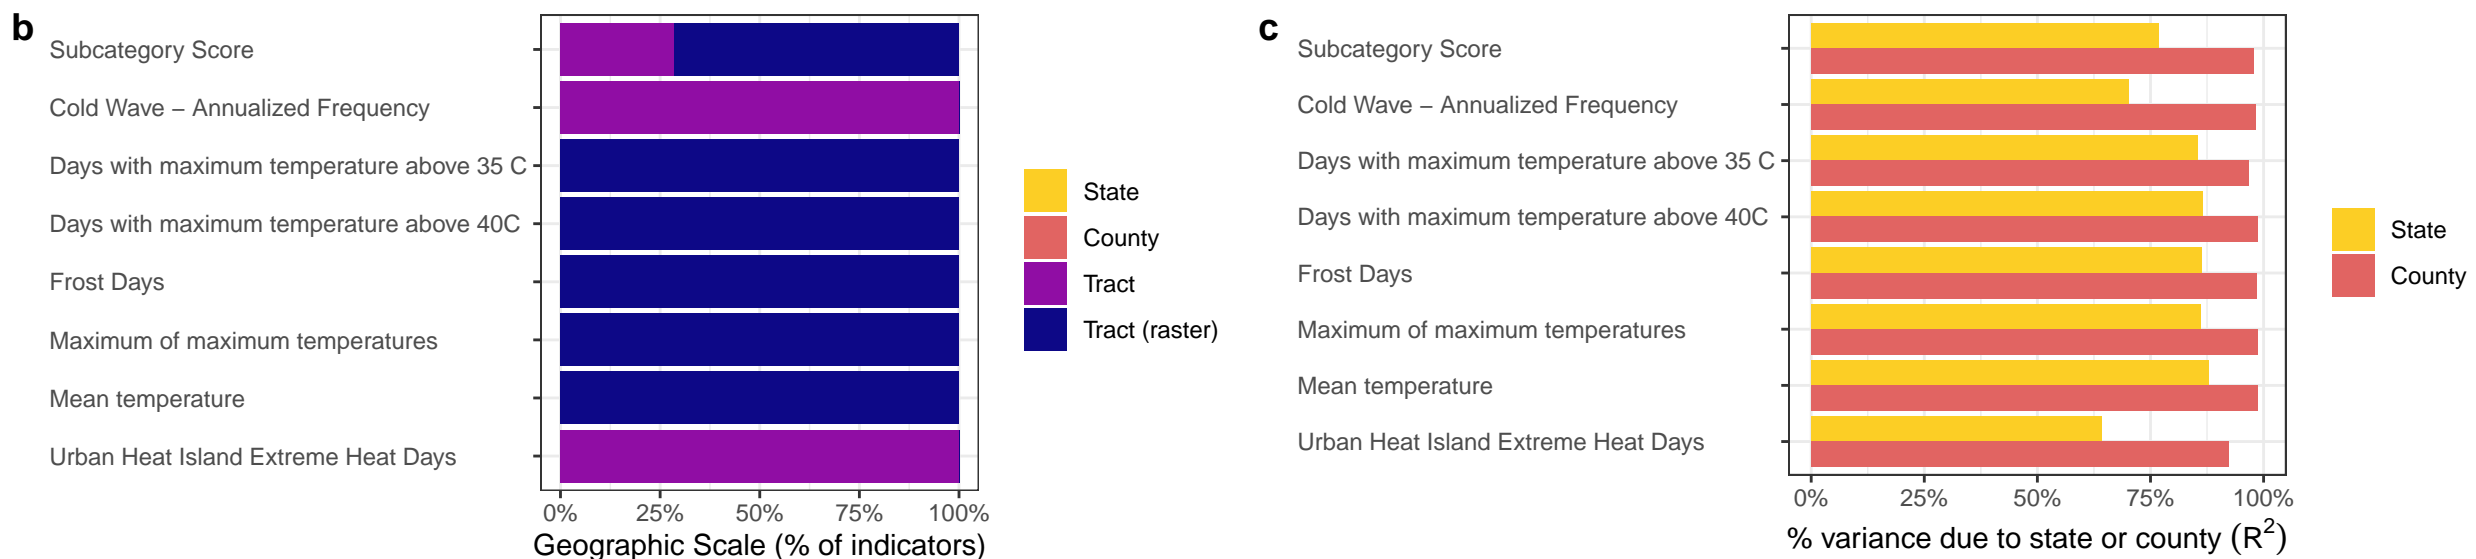 b
Subcategory Score
Cold Wave − Annualized Frequency
Days with maximum temperature above 35 C
Days with maximum temperature above 40C
Frost Days
Maximum of maximum temperatures
Mean temperature
Urban Heat Island Extreme Heat Days
0% 25% 50% 75% 100%
Geographic Scale (% of indicators)
State
County
Tract
Tract (raster)
c
Subcategory Score
Cold Wave − Annualized Frequency
Days with maximum temperature above 35 C
Days with maximum temperature above 40C
Frost Days
Maximum of maximum temperatures
Mean temperature
Urban Heat Island Extreme Heat Days
0% 25% 50% 75% 100%
% variance due to state or county (R²)
State
County